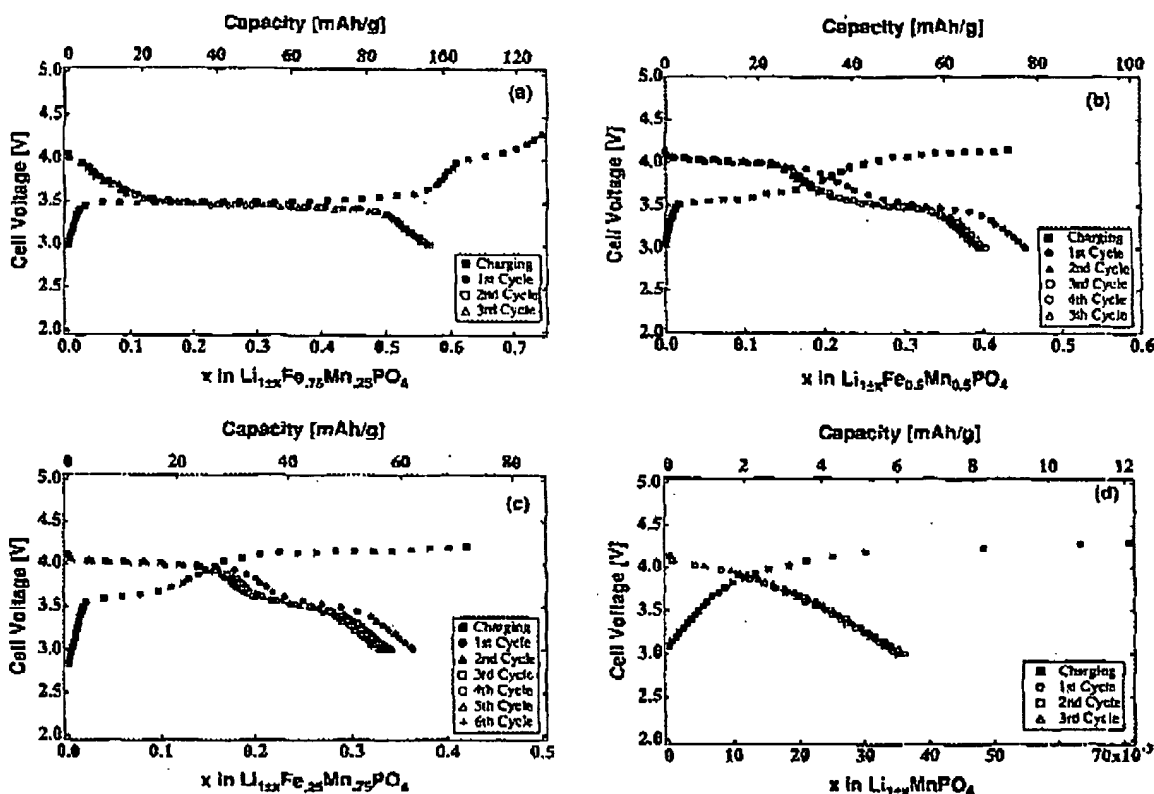 Capacity [mAh/g]
0 20 40 60 80 100 120
5.0
(a)
4.5
4.0
3.5
3.0
2.5
2.0
Cell Voltage [V]
Charging
1st Cycle
2nd Cycle
3rd Cycle
0.0 0.1 0.2 0.3 0.4 0.5 0.6 0.7
x in Li1±xFe.75Mn.25PO4
Capacity [mAh/g]
0 20 40 60 80 100
5.0
(b)
4.5
4.0
3.5
3.0
2.5
2.0
Cell Voltage [V]
Charging
1st Cycle
2nd Cycle
3rd Cycle
4th Cycle
5th Cycle
0.0 0.1 0.2 0.3 0.4 0.5 0.6
x in Li1±xFe0.5Mn0.5PO4
Capacity [mAh/g]
0 20 40 60 80
5.0
(c)
4.5
4.0
3.5
3.0
2.5
2.0
Cell Voltage [V]
Charging
1st Cycle
2nd Cycle
3rd Cycle
4th Cycle
5th Cycle
6th Cycle
0.0 0.1 0.2 0.3 0.4 0.5
x in Li1±xFe.25Mn.75PO4
Capacity [mAh/g]
0 2 4 6 8 10 12
5.0
(d)
4.5
4.0
3.5
3.0
2.5
2.0
Cell Voltage [V]
Charging
1st Cycle
2nd Cycle
3rd Cycle
0 10 20 30 40 50 60 70x10-3
x in Li1±xMnPO4